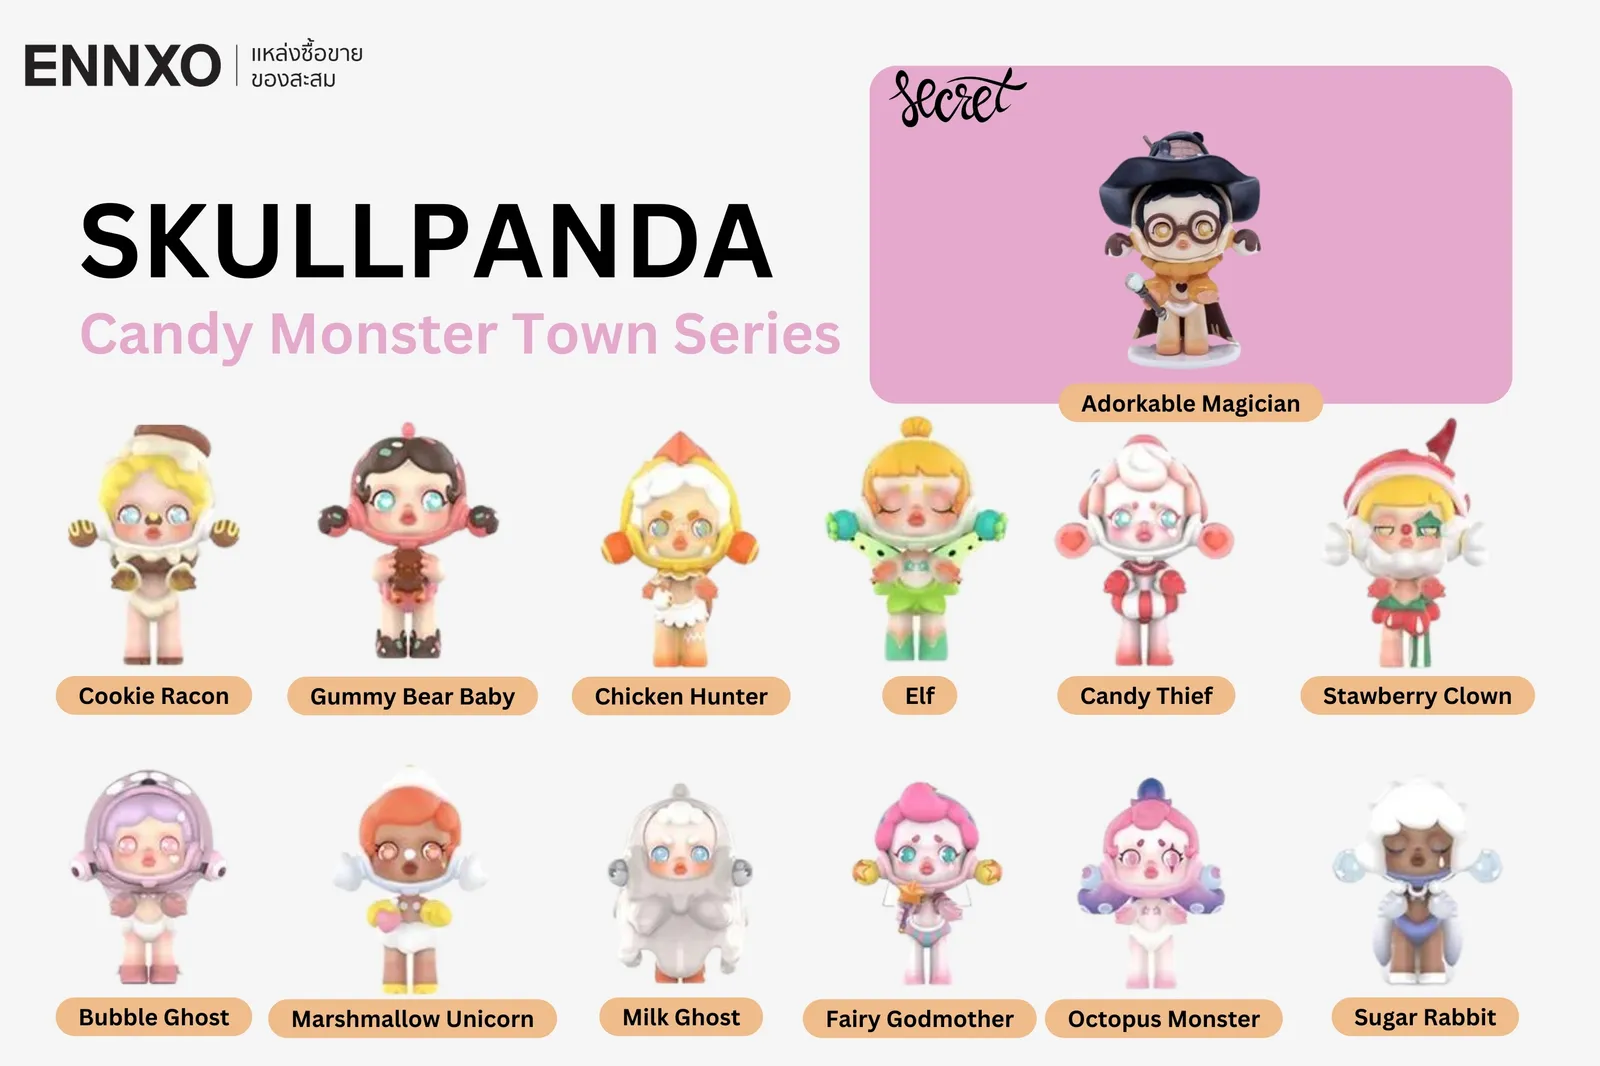 ENNXO
แหล่งซื้อขาย
ของสะสม
secret
SKULLPANDA
Candy Monster Town Series
Adorkable Magician
Cookie Racon
Gummy Bear Baby
Chicken Hunter
Elf
Candy Thief
Stawberry Clown
Bubble Ghost
Marshmallow Unicorn
Milk Ghost
Fairy Godmother
Octopus Monster
Sugar Rabbit